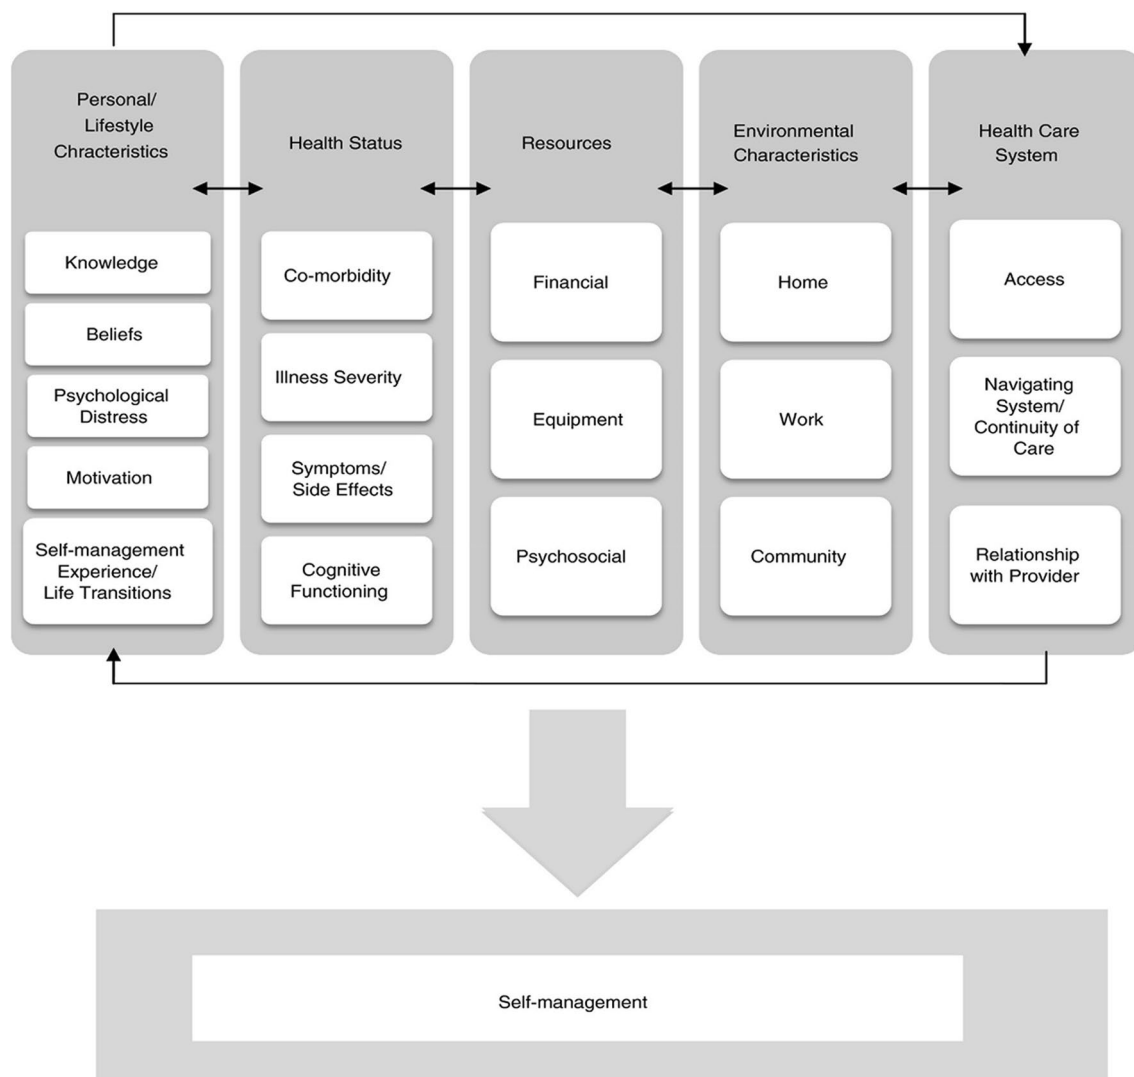 Personal/
Lifestyle
Chracteristics
Knowledge
Beliefs
Psychological
Distress
Motivation
Self-management
Experience/
Life Transitions
Health Status
Co-morbidity
Illness Severity
Symptoms/
Side Effects
Cognitive
Functioning
Resources
Financial
Equipment
Psychosocial
Environmental
Characteristics
Home
Work
Community
Health Care
System
Access
Navigating
System/
Continuity of
Care
Relationship
with Provider
Self-management